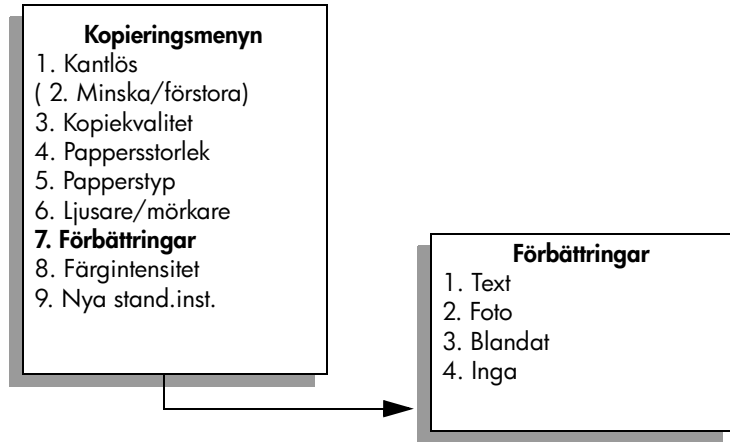 Kopieringsmenyn
1. Kantlös
( 2. Minska/förstora)
3. Kopiekvalitet
4. Pappersstorlek
5. Papperstyp
6. Ljusare/mörkare
7. Förbättringar
8. Färgintensitet
9. Nya stand.inst.
Förbättringar
1. Text
2. Foto
3. Blandat
4. Inga